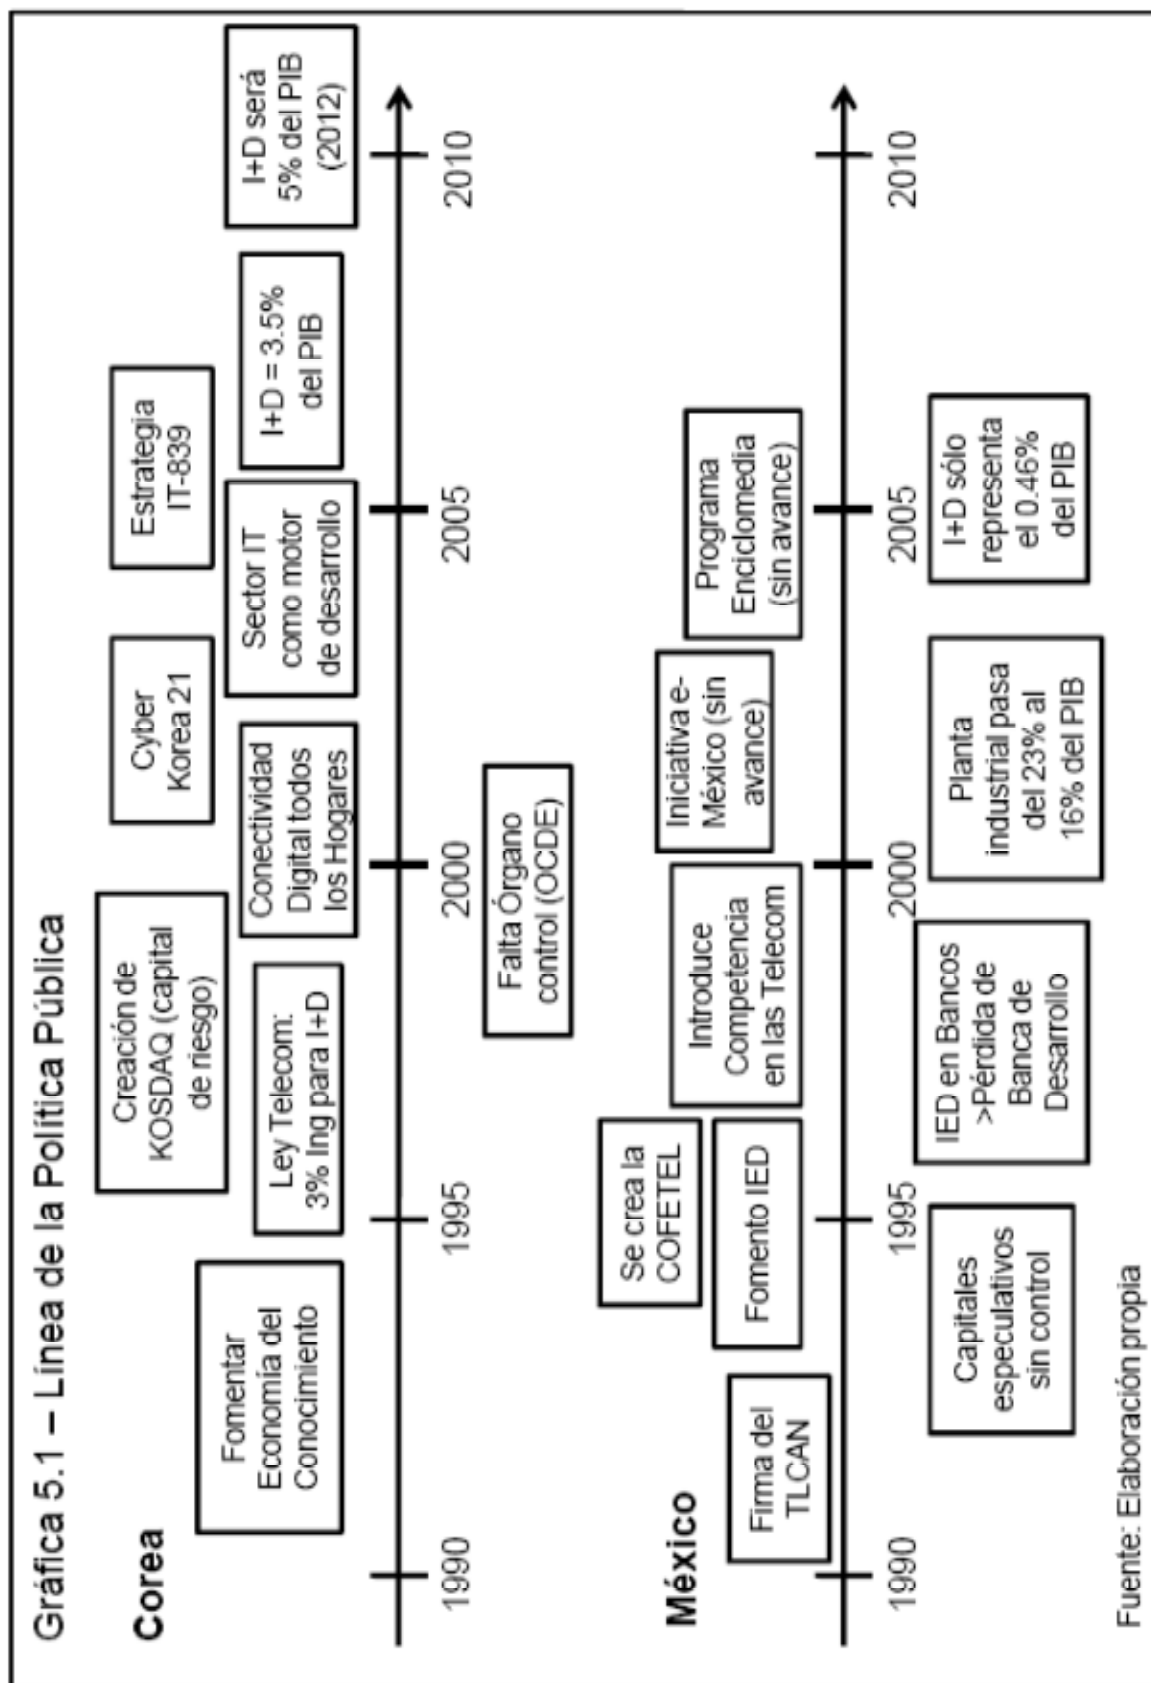 Gráfica 5.1 – Línea de la Política Pública
Corea
Creación de
KOSDAQ (capital
de riesgo)
Cyber
Korea 21
Estrategia
IT-839
Fomentar
Economía del
Conocimiento
Ley Telecom:
3% Ing para I+D
Conectividad
Digital todos
los Hogares
Sector IT
como motor
de desarrollo
I+D = 3.5%
del PIB
I+D será
5% del PIB
(2012)
1990
1995
2000
2005
2010
Falta Órgano
control (OCDE)
México
Firma del
TLCAN
Se crea la
COFETEL
Fomento IED
Introduce
Competencia
en las Telecom
Iniciativa e-
México (sin
avance)
Programa
Enciclomedia
(sin avance)
1990
1995
2000
2005
2010
Capitales
especulativos
sin control
IED en Bancos
>Pérdida de
Banca de
Desarrollo
Planta
industrial pasa
del 23% al
16% del PIB
I+D sólo
representa
el 0.46%
del PIB
Fuente: Elaboración propia